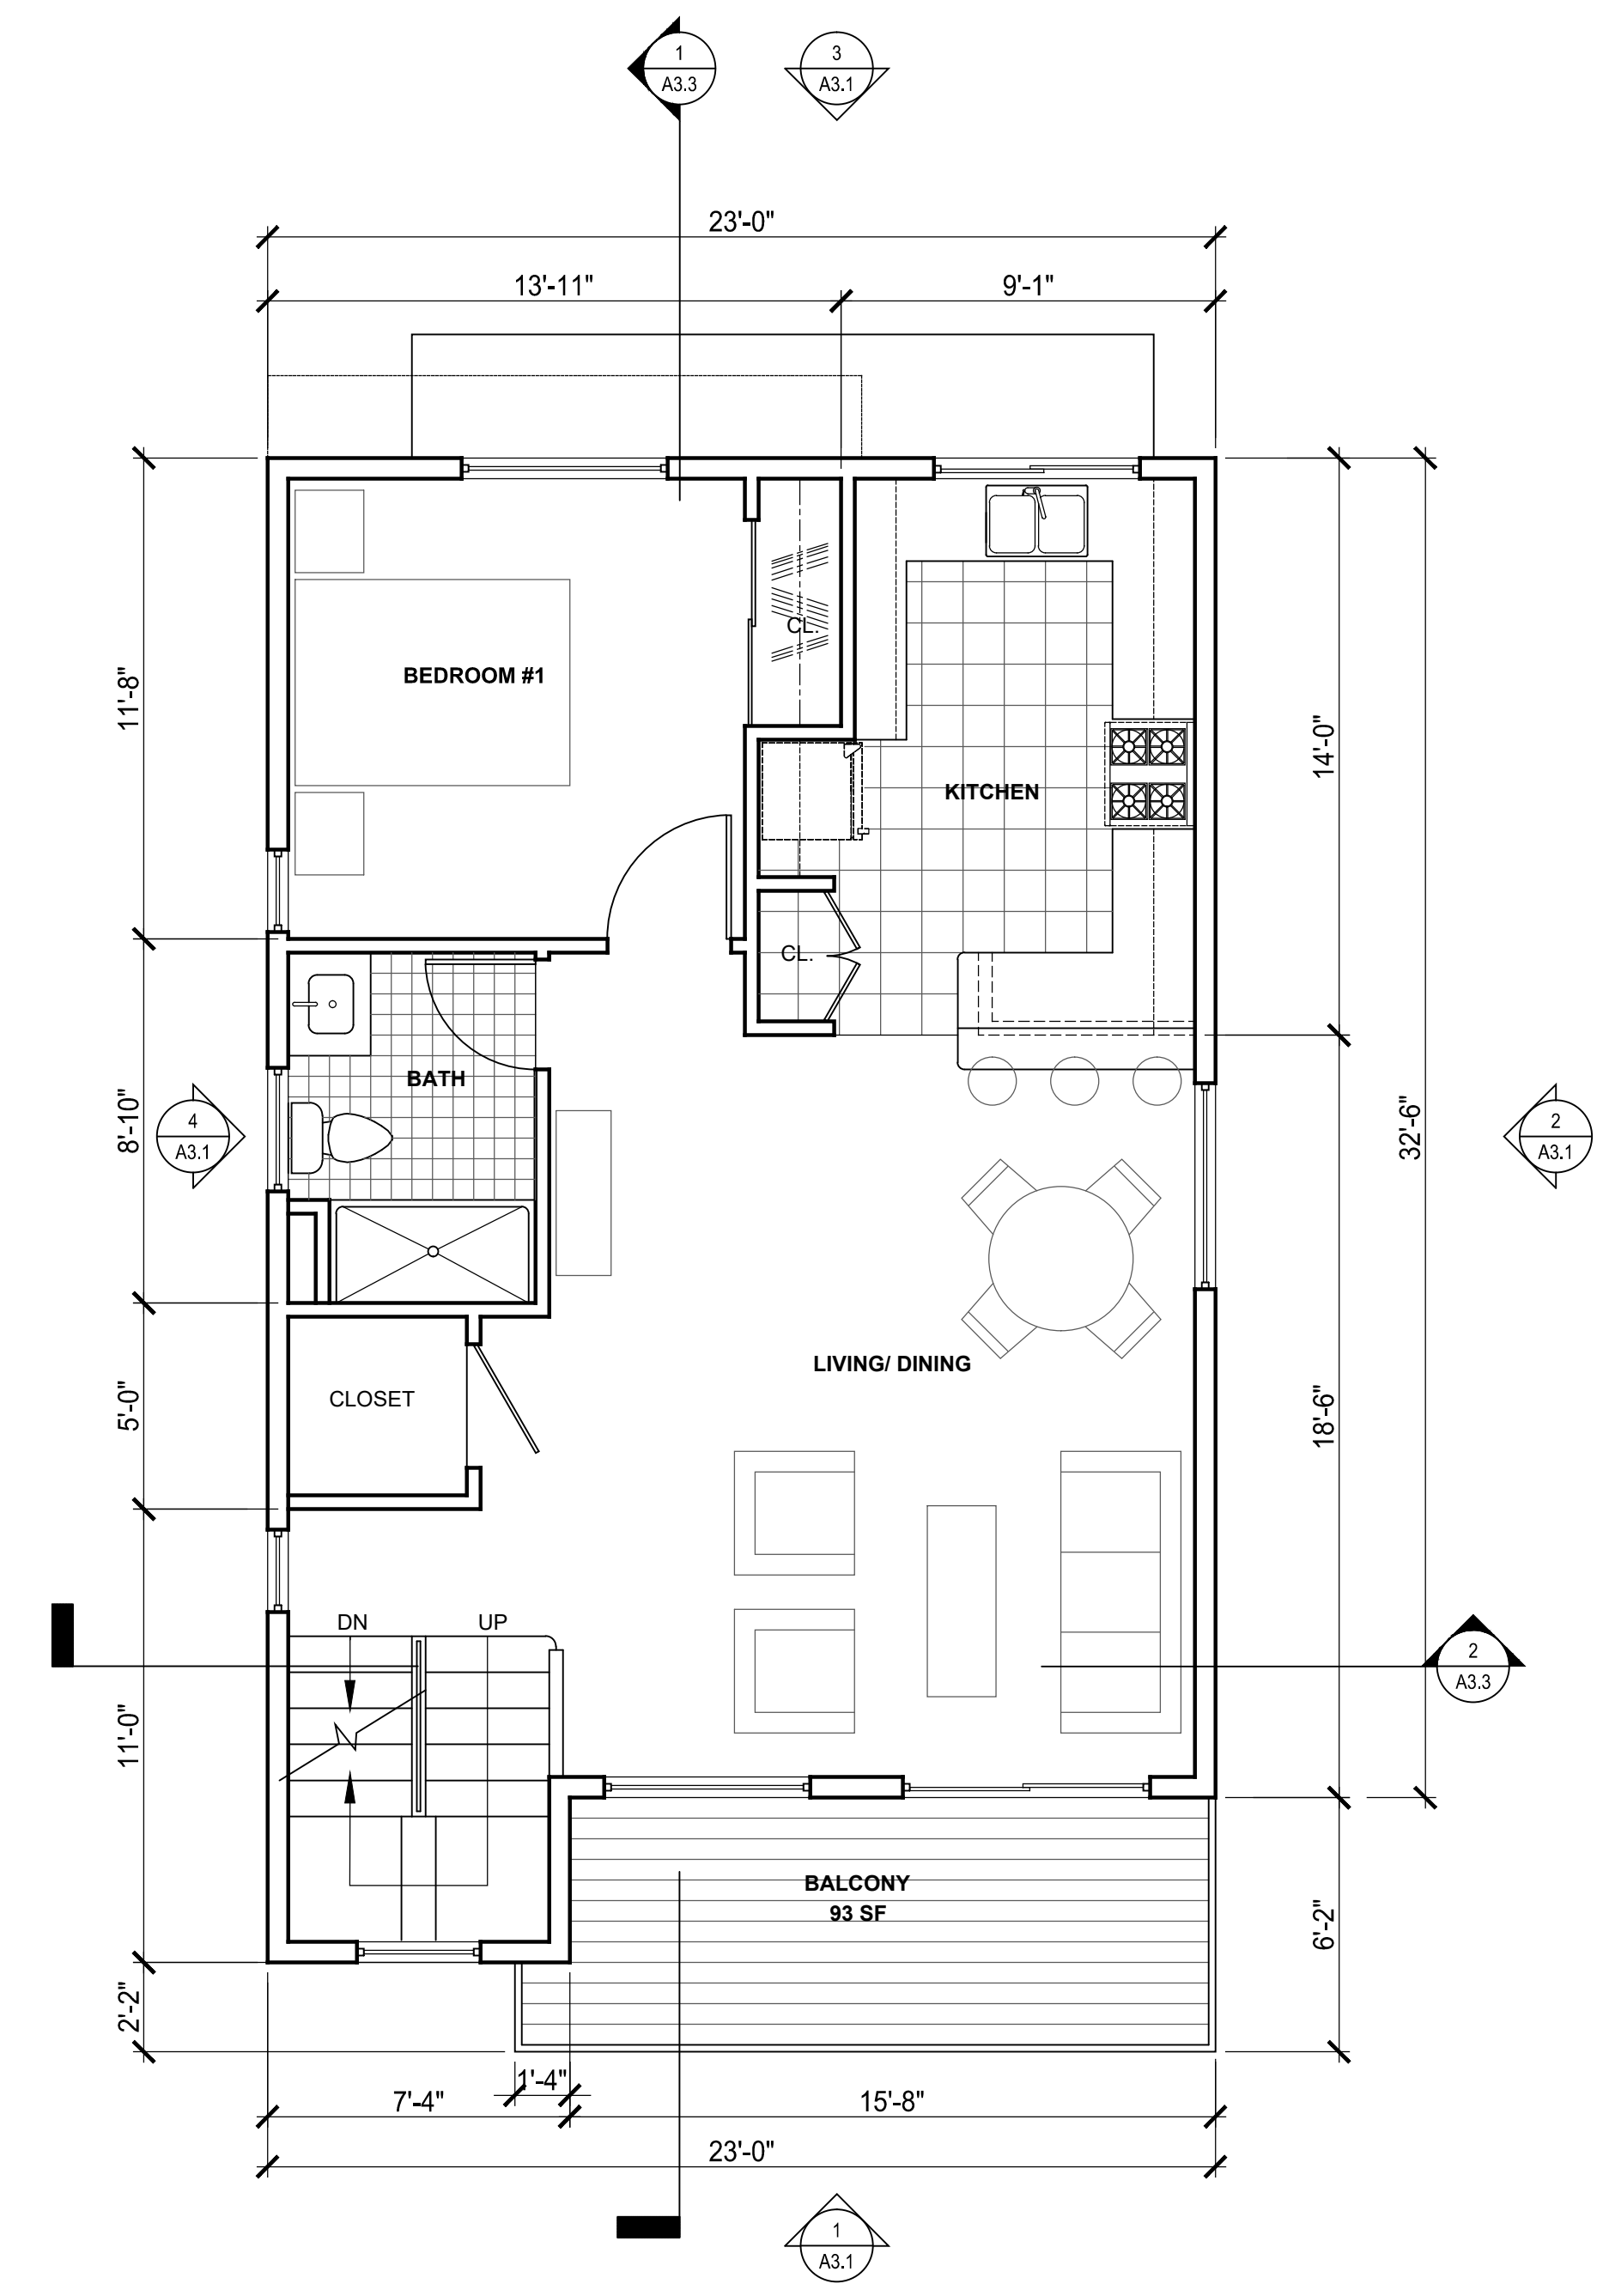 1
A3.3
3
A3.1
23'-0"
13'-11"
9'-1"
CL.
BEDROOM #1
11'-8"
14'-0"
KITCHEN
CL.
BATH
8'-10"
4
A3.1
32'-6"
2
A3.1
LIVING/ DINING
CLOSET
5'-0"
18'-6"
DN
UP
2
A3.3
11'-0"
BALCONY
93 SF
6'-2"
2'-2"
1'-4"
7'-4"
15'-8"
23'-0"
1
A3.1